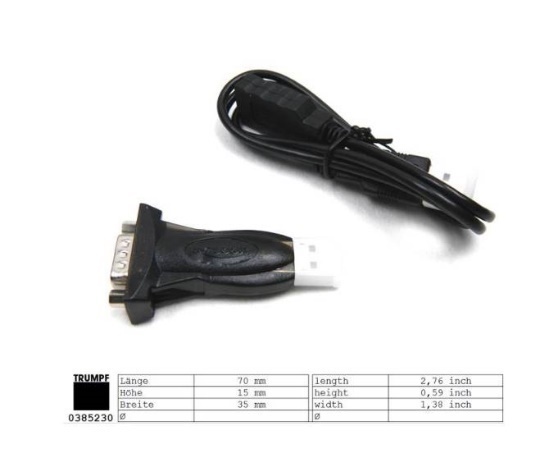 TRUMPF
0385230
Länge 70 mm length 2,76 inch
Höhe 15 mm height 0,59 inch
Breite 35 mm width 1,38 inch
Ø Ø